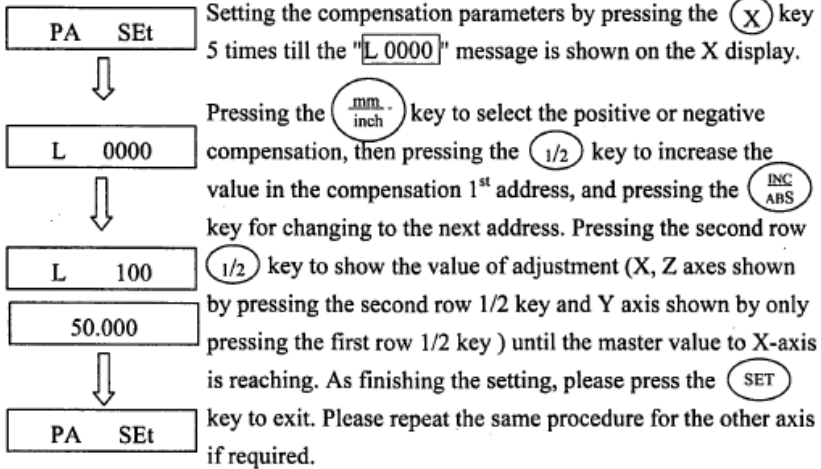 PA SEt
Setting the compensation parameters by pressing the X key
5 times till the "L 0000" message is shown on the X display.
L 0000
Pressing the mm/inch key to select the positive or negative
compensation, then pressing the 1/2 key to increase the
value in the compensation 1st address, and pressing the INC/ABS
key for changing to the next address. Pressing the second row
L 100
50.000
1/2 key to show the value of adjustment (X, Z axes shown
by pressing the second row 1/2 key and Y axis shown by only
pressing the first row 1/2 key ) until the master value to X-axis
is reaching. As finishing the setting, please press the SET
key to exit. Please repeat the same procedure for the other axis
if required.
PA SEt